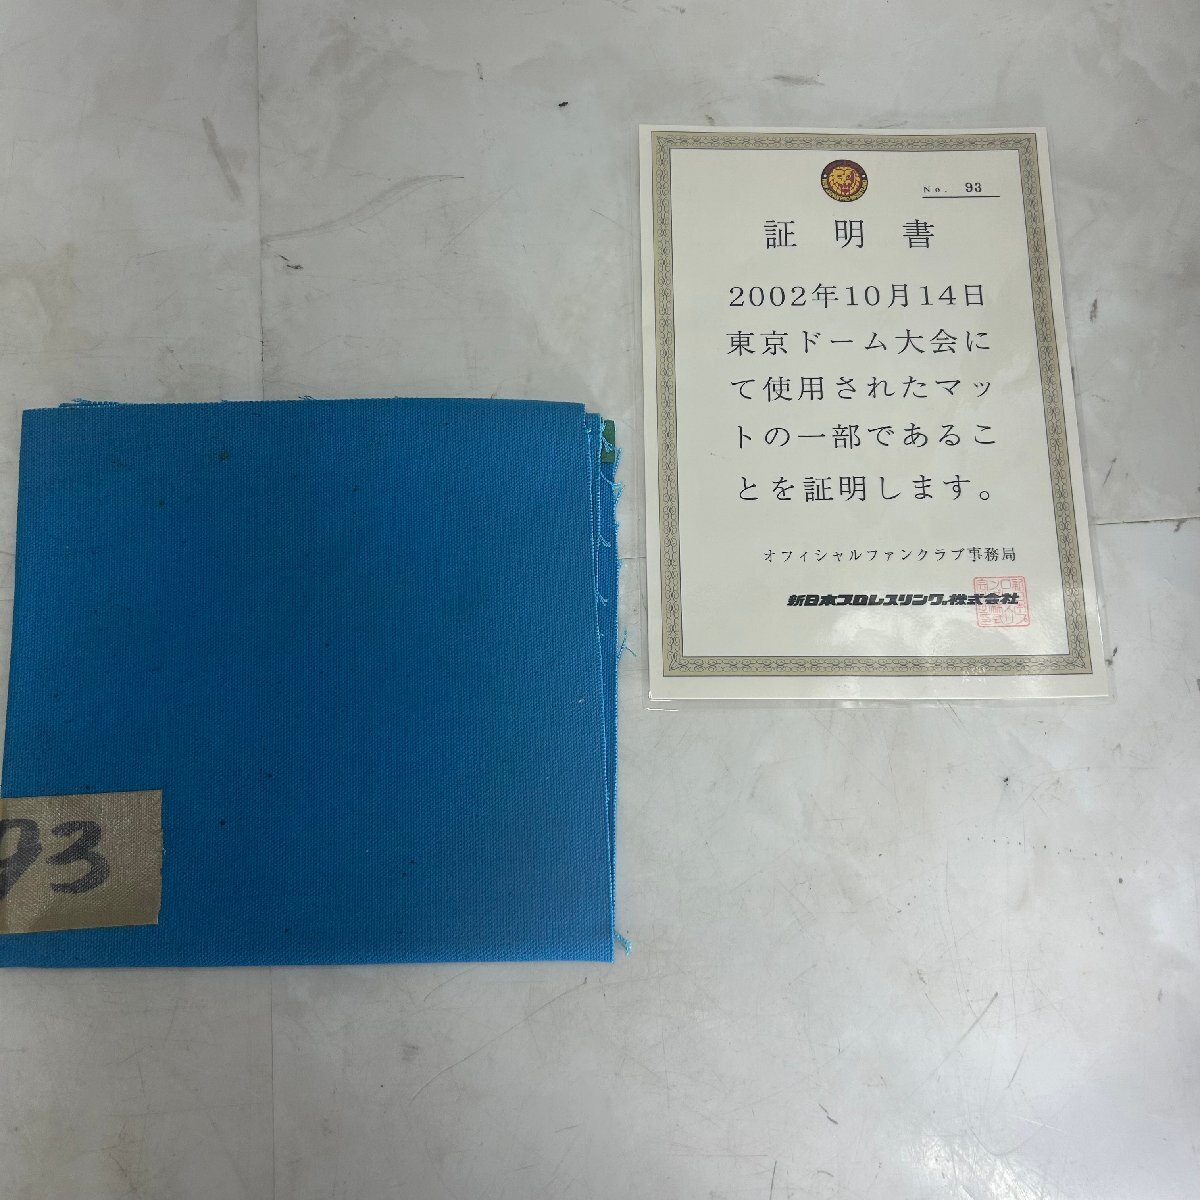 No. 93
証明書
2002年10月14日
東京ドーム大会に
て使用されたマッ
トの一部であるこ
とを証明します。
オフィシャルファンクラブ事務局
新日本プロレスリング株式会社
93